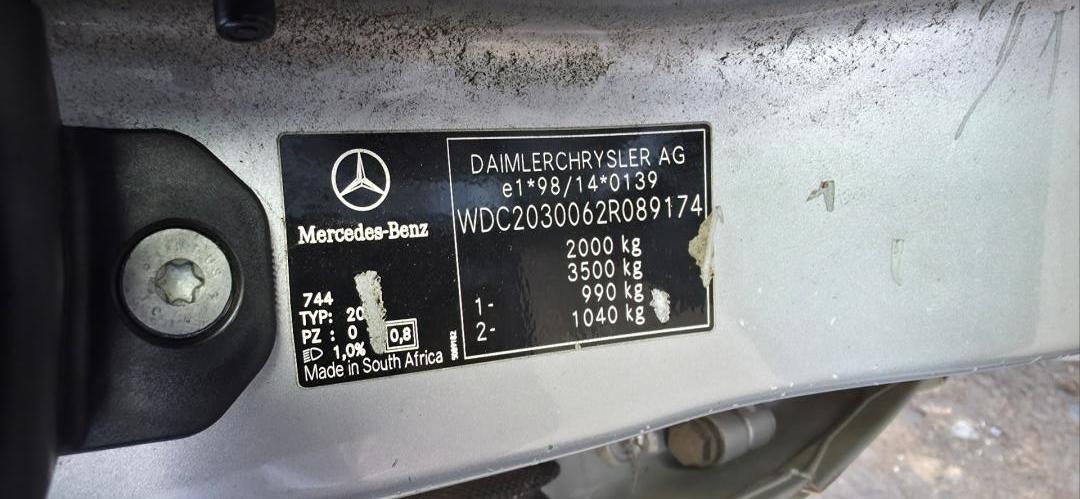 Mercedes-Benz
744
TYP: 20
PZ : 0
0,8
1,0%
Made in South Africa
DAIMLERCHRYSLER AG
e1*98/14*0139
WDC2030062R089174
2000 kg
3500 kg
1- 990 kg
2- 1040 kg